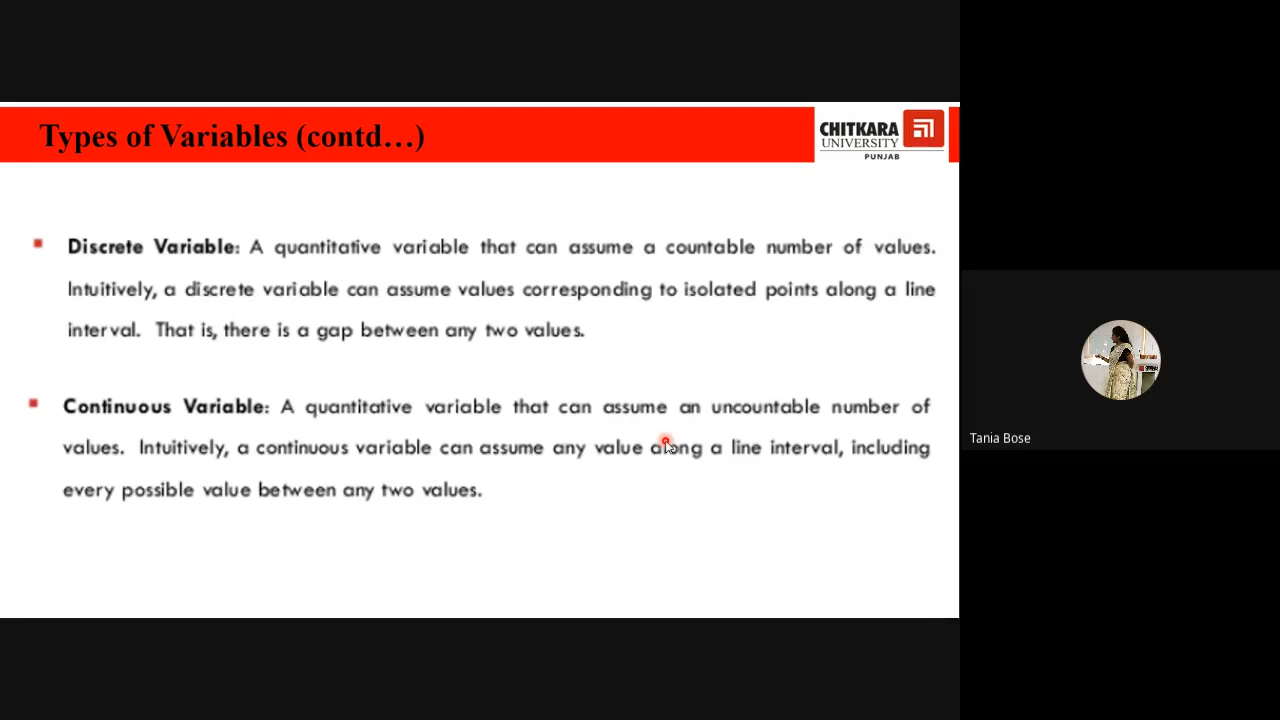 Types of Variables (contd...)
CHITKARA
UNIVERSITY
PUNJAB
Discrete Variable: A quantitative variable that can assume a countable number of values.
Intuitively, a discrete variable can assume values corresponding to isolated points along a line
interval. That is, there is a gap between any two values.
Continuous Variable: A quantitative variable that can assume an uncountable number of
values. Intuitively, a continuous variable can assume any value along a line interval, including
every possible value between any two values.
Tania Bose